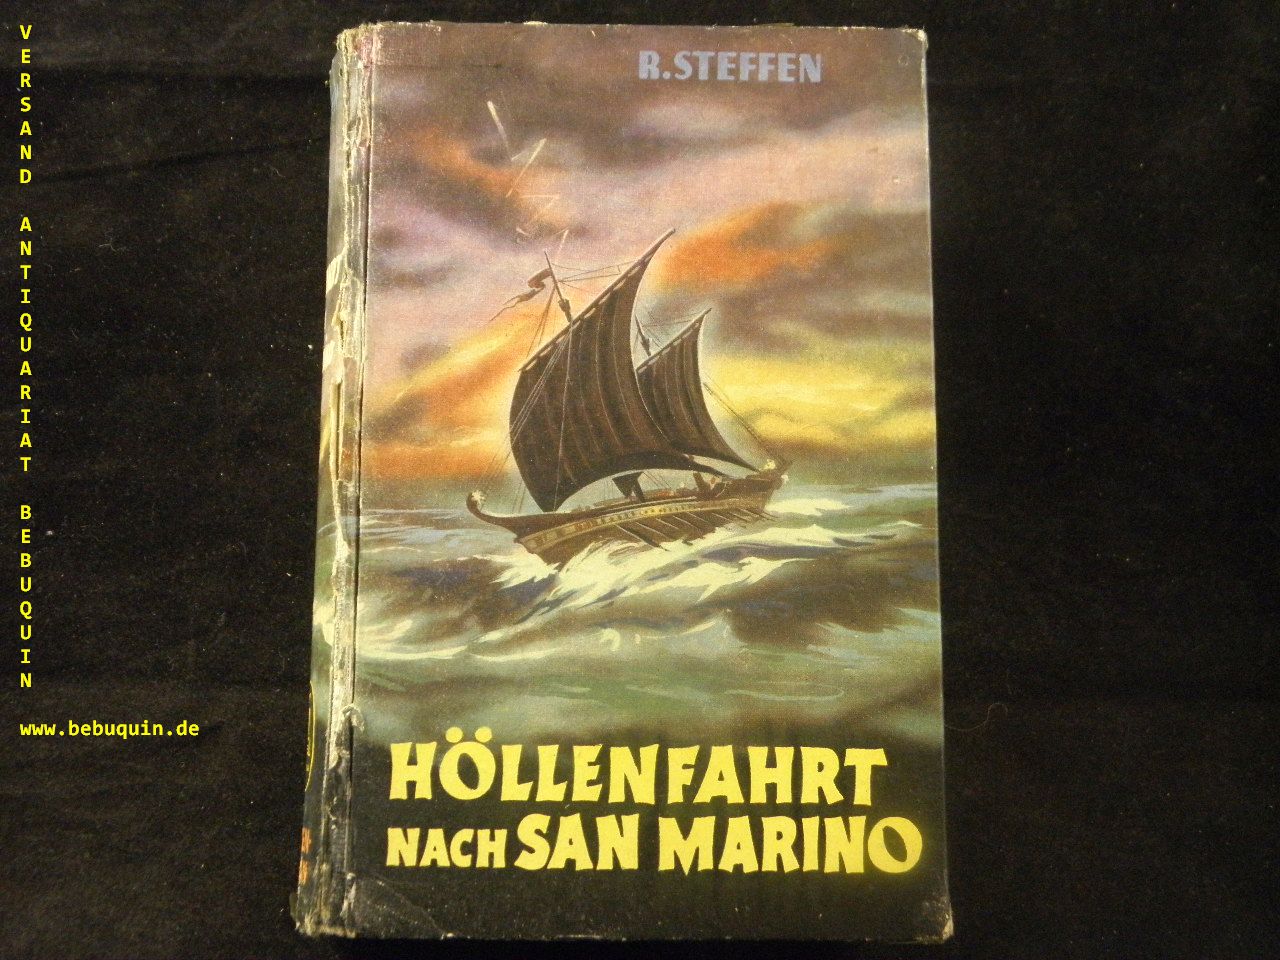 VERSAND ANTIQUARIAT BEBUQUIN
www.bebuquin.de
R. STEFFEN
HÖLLENFAHRT
NACH SAN MARINO